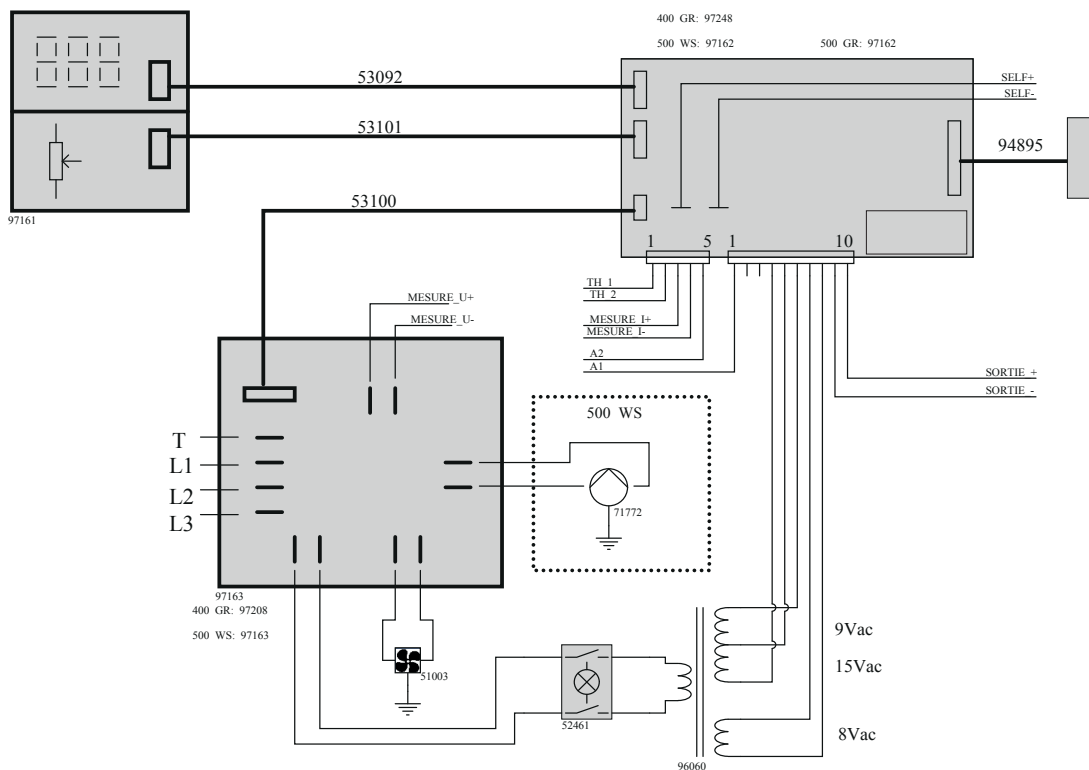 400 GR: 97248
500 WS: 97162 500 GR: 97162
53092
SELF+
SELF-
53101
94895
53100
97161
1 5 1 10
TH_1
TH_2
MESURE_U+
MESURE_I+
MESURE_U-
MESURE_I-
A2
A1
SORTIE_+
SORTIE_-
500 WS
T
L1
L2
L3
71772
97163
400 GR: 97208
500 WS: 97163
9Vac
15Vac
51003
52461
8Vac
96060